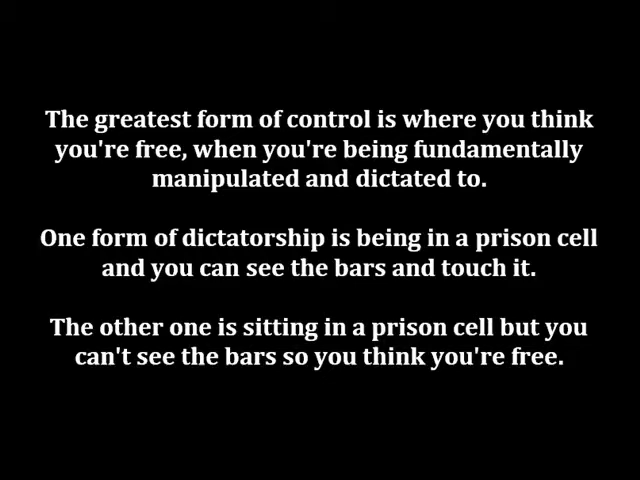 The greatest form of control is where you think
you're free, when you're being fundamentally
manipulated and dictated to.
One form of dictatorship is being in a prison cell
and you can see the bars and touch it.
The other one is sitting in a prison cell but you
can't see the bars so you think you're free.